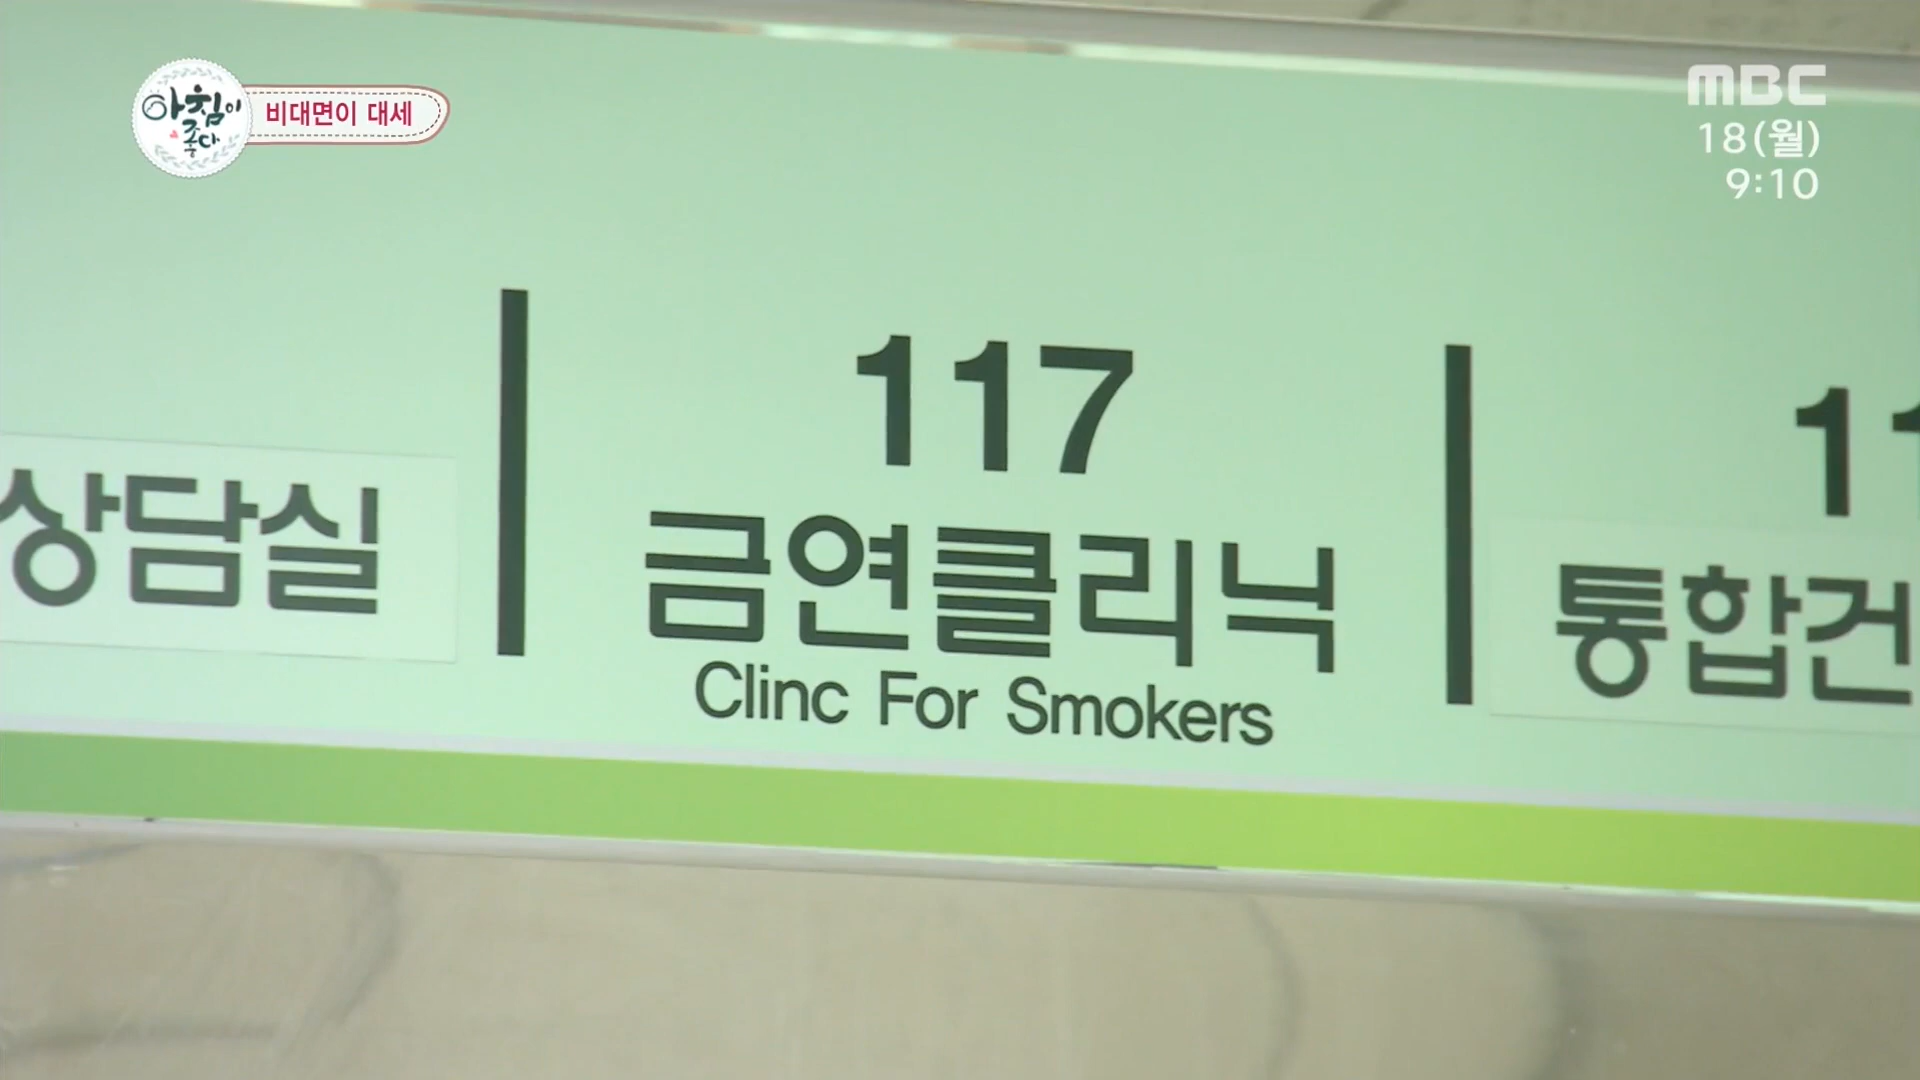 아침이
좋다
비대면이 대세
MBC
18(월)
9:10
상담실
117
금연클리닉
Clinc For Smokers
11
통합건